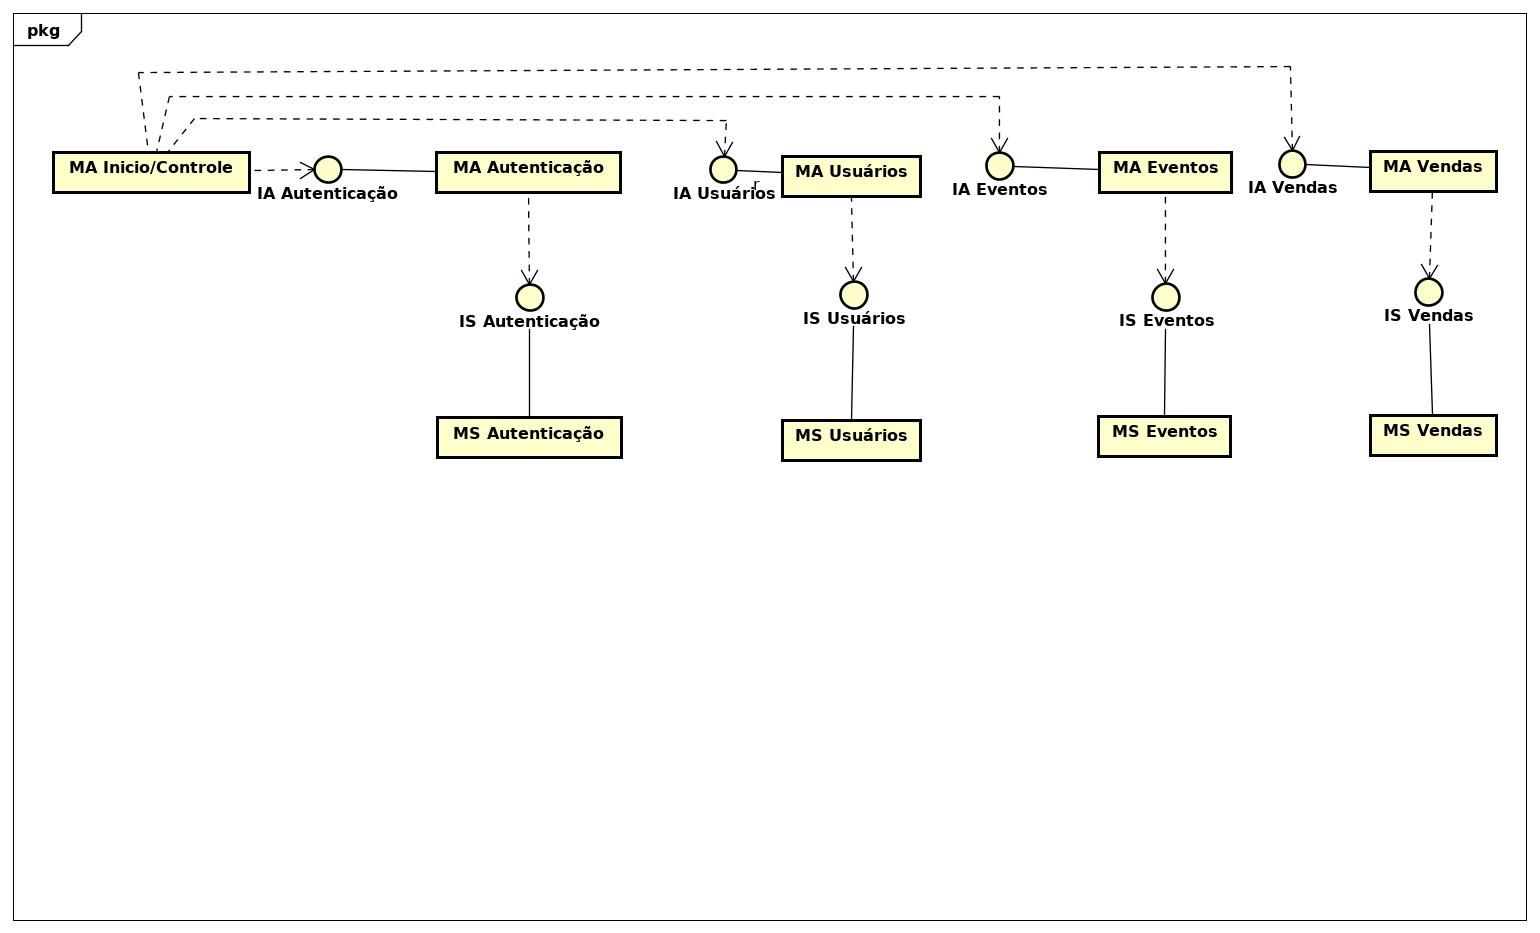 pkg
MA Inicio/Controle
IA Autenticação
MA Autenticação
IA Usuários
r
MA Usuários
IA Eventos
MA Eventos
IA Vendas
MA Vendas
IS Autenticação
IS Usuários
IS Eventos
IS Vendas
MS Autenticação
MS Usuários
MS Eventos
MS Vendas